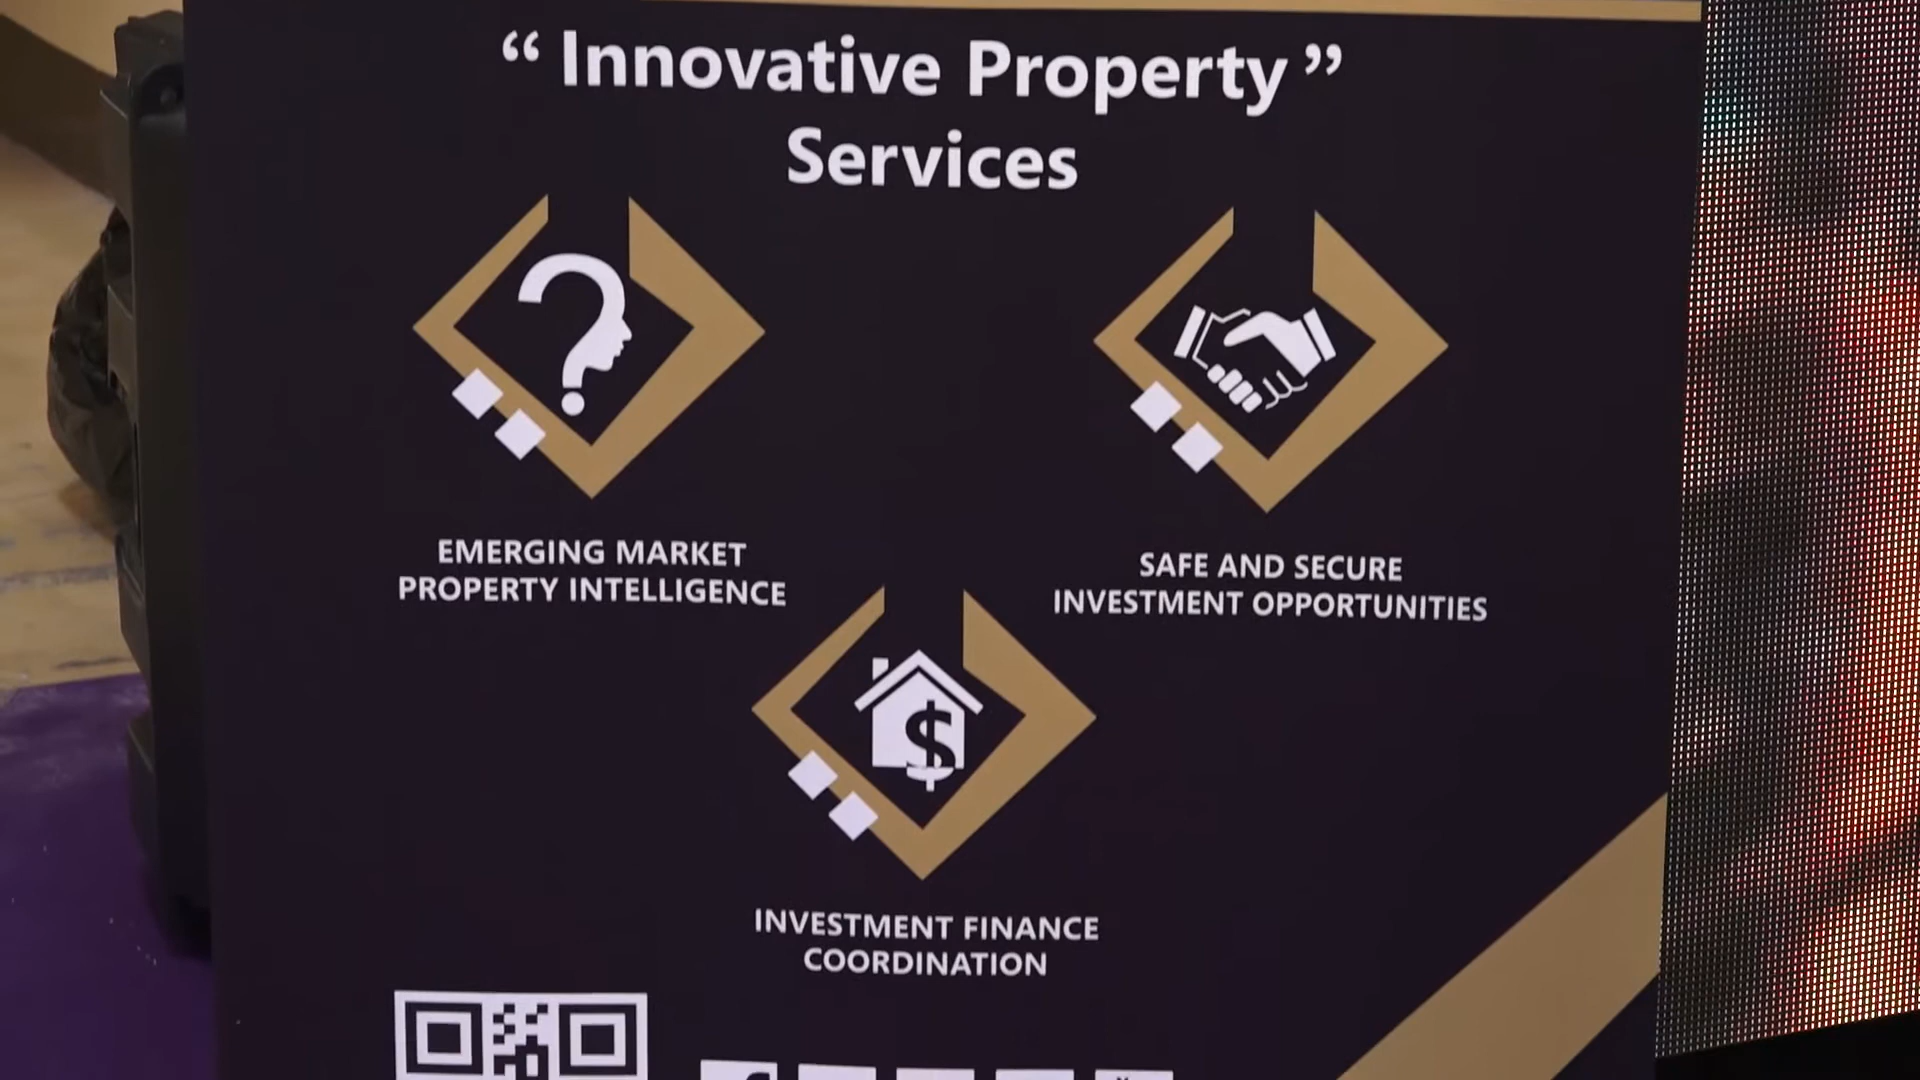 “ Innovative Property ”
Services
EMERGING MARKET
PROPERTY INTELLIGENCE
SAFE AND SECURE
INVESTMENT OPPORTUNITIES
$
INVESTMENT FINANCE
COORDINATION